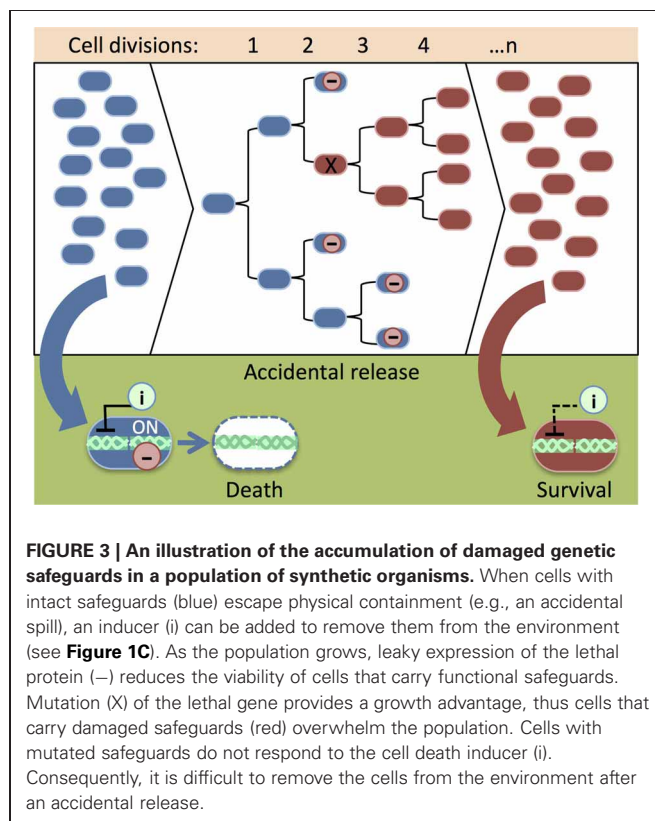 Cell divisions: 1 2 3 4 ...n
−
X
−
−
−
Accidental release
i
i
ON
−
Death
Survival
FIGURE 3 | An illustration of the accumulation of damaged genetic
safeguards in a population of synthetic organisms. When cells with
intact safeguards (blue) escape physical containment (e.g., an accidental
spill), an inducer (i) can be added to remove them from the environment
(see Figure 1C). As the population grows, leaky expression of the lethal
protein (−) reduces the viability of cells that carry functional safeguards.
Mutation (X) of the lethal gene provides a growth advantage, thus cells that
carry damaged safeguards (red) overwhelm the population. Cells with
mutated safeguards do not respond to the cell death inducer (i).
Consequently, it is difficult to remove the cells from the environment after
an accidental release.